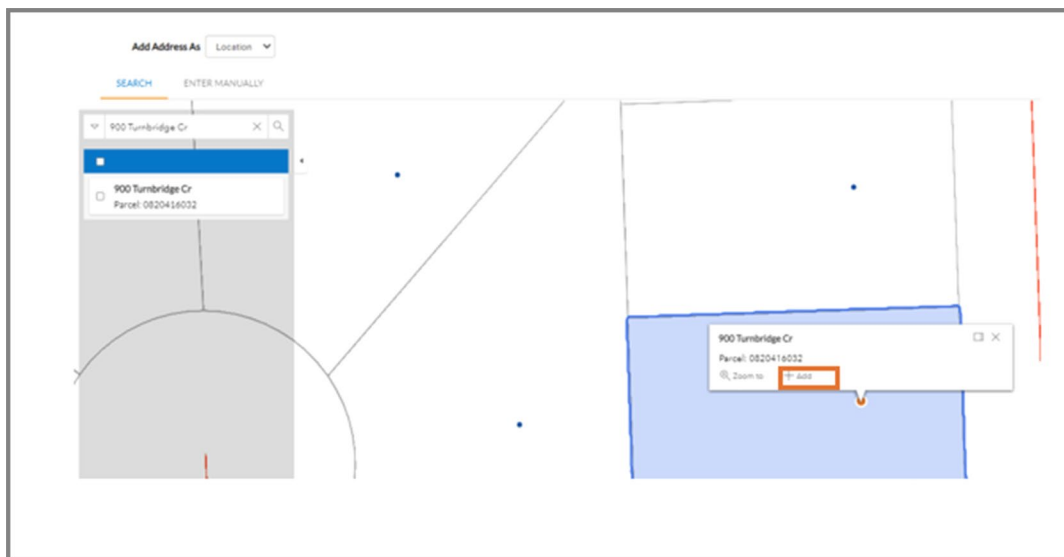 Add Address As Location
SEARCH ENTER MANUALLY
900 Turnbridge Cr
900 Turnbridge Cr
Parcel: 0820416032
900 Turnbridge Cr
Parcel: 0820416032
Zoom to + Add